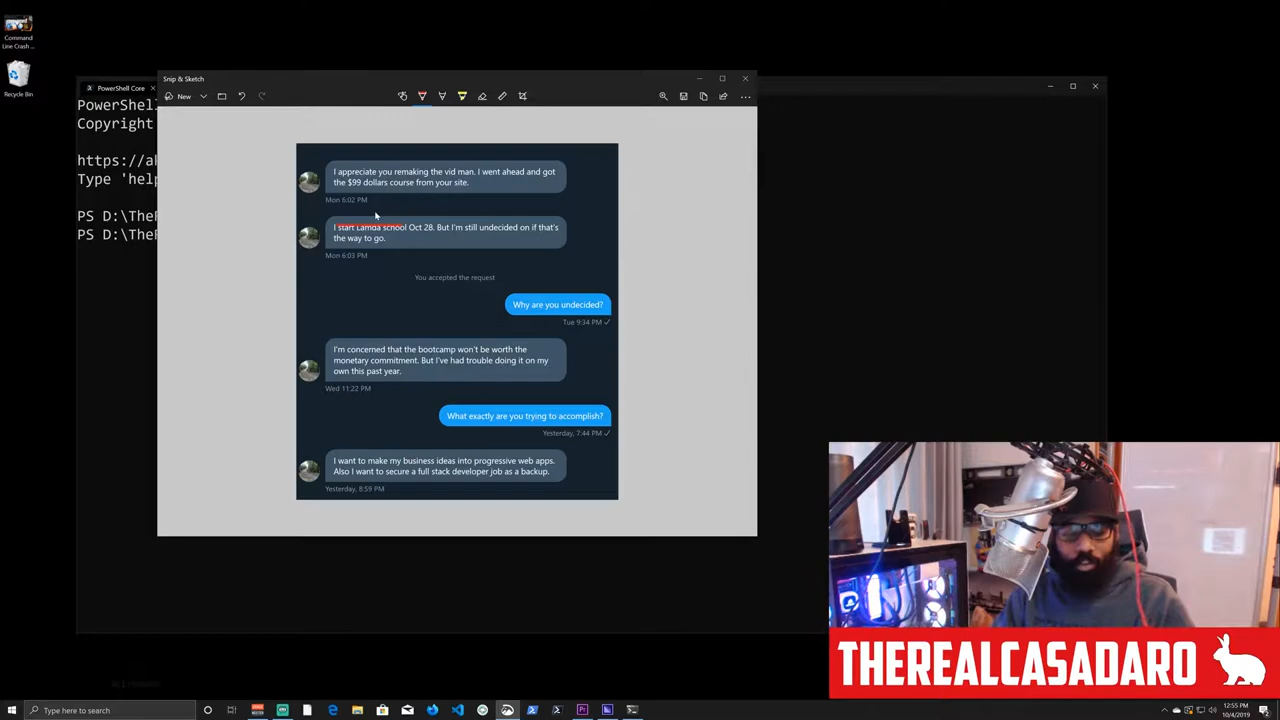 Command
Line Crash ...
Recycle Bin
PowerShell Core
PowerShell
Copyright
https://ak
Type 'help
PS D:\TheR
PS D:\TheR
Snip & Sketch
New
I appreciate you remaking the vid man. I went ahead and got
the $99 dollars course from your site.
Mon 6:02 PM
I start Lamda school Oct 28. But I'm still undecided on if that's
the way to go.
Mon 6:03 PM
You accepted the request
Why are you undecided?
Tue 9:34 PM
I'm concerned that the bootcamp won't be worth the
monetary commitment. But I've had trouble doing it on my
own this past year.
Wed 11:22 PM
What exactly are you trying to accomplish?
Yesterday, 7:44 PM
I want to make my business ideas into progressive web apps.
Also I want to secure a full stack developer job as a backup.
Yesterday, 8:59 PM
THEREALCASADARO
Type here to search
12:55 PM
10/4/2019